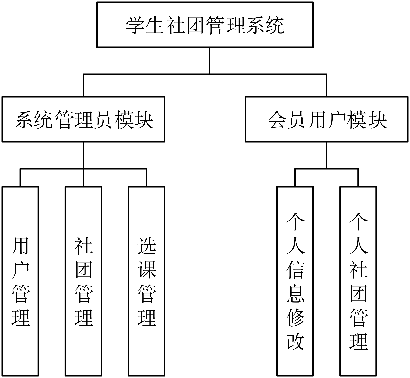 学生社团管理系统
系统管理员模块
会员用户模块
用户管理
社团管理
选课管理
个人信息修改
个人社团管理